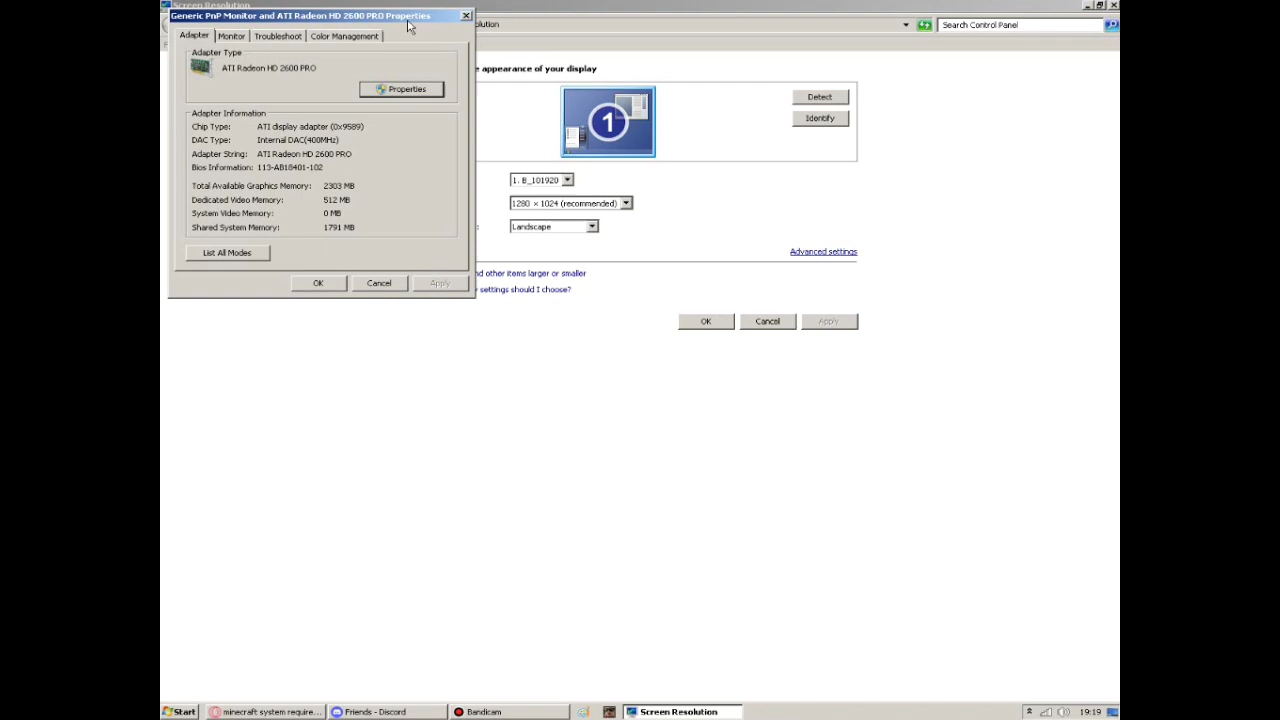 Screen Resolution
Generic PnP Monitor and ATI Radeon HD 2600 PRO Properties
olution
Search Control Panel
Adapter
Monitor
Troubleshoot
Color Management
Adapter Type
ATI Radeon HD 2600 PRO
Properties
Adapter Information
Chip Type: ATI display adapter (0x9589)
DAC Type: Internal DAC(400MHz)
Adapter String: ATI Radeon HD 2600 PRO
Bios Information: 113-AB18401-102
Total Available Graphics Memory: 2303 MB
Dedicated Video Memory: 512 MB
System Video Memory: 0 MB
Shared System Memory: 1791 MB
List All Modes
OK
Cancel
Apply
e appearance of your display
1
Detect
Identify
1. B_101920
1280 × 1024 (recommended)
: Landscape
Advanced settings
nd other items larger or smaller
settings should I choose?
OK
Cancel
Apply
Start
minecraft system require...
Friends - Discord
Bandicam
Screen Resolution
19:19